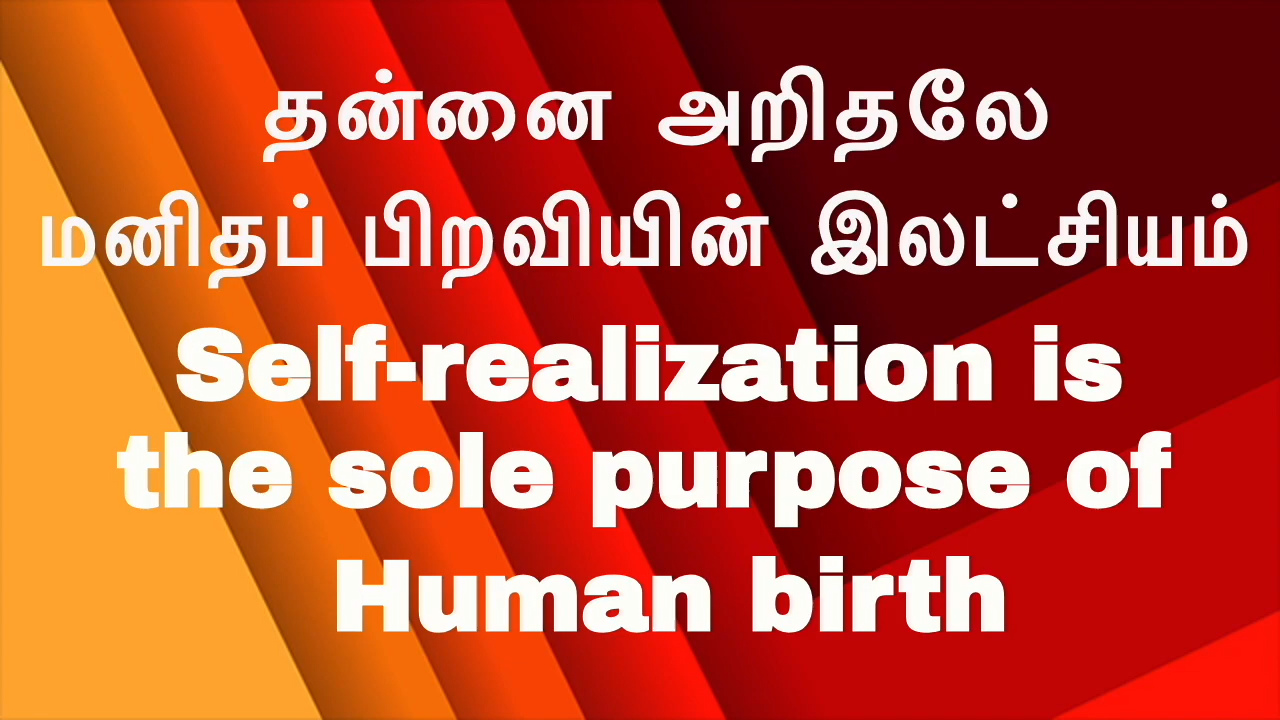 தன்னை அறிதலே
மனிதப் பிறவியின் இலட்சியம்
Self-realization is
the sole purpose of
Human birth